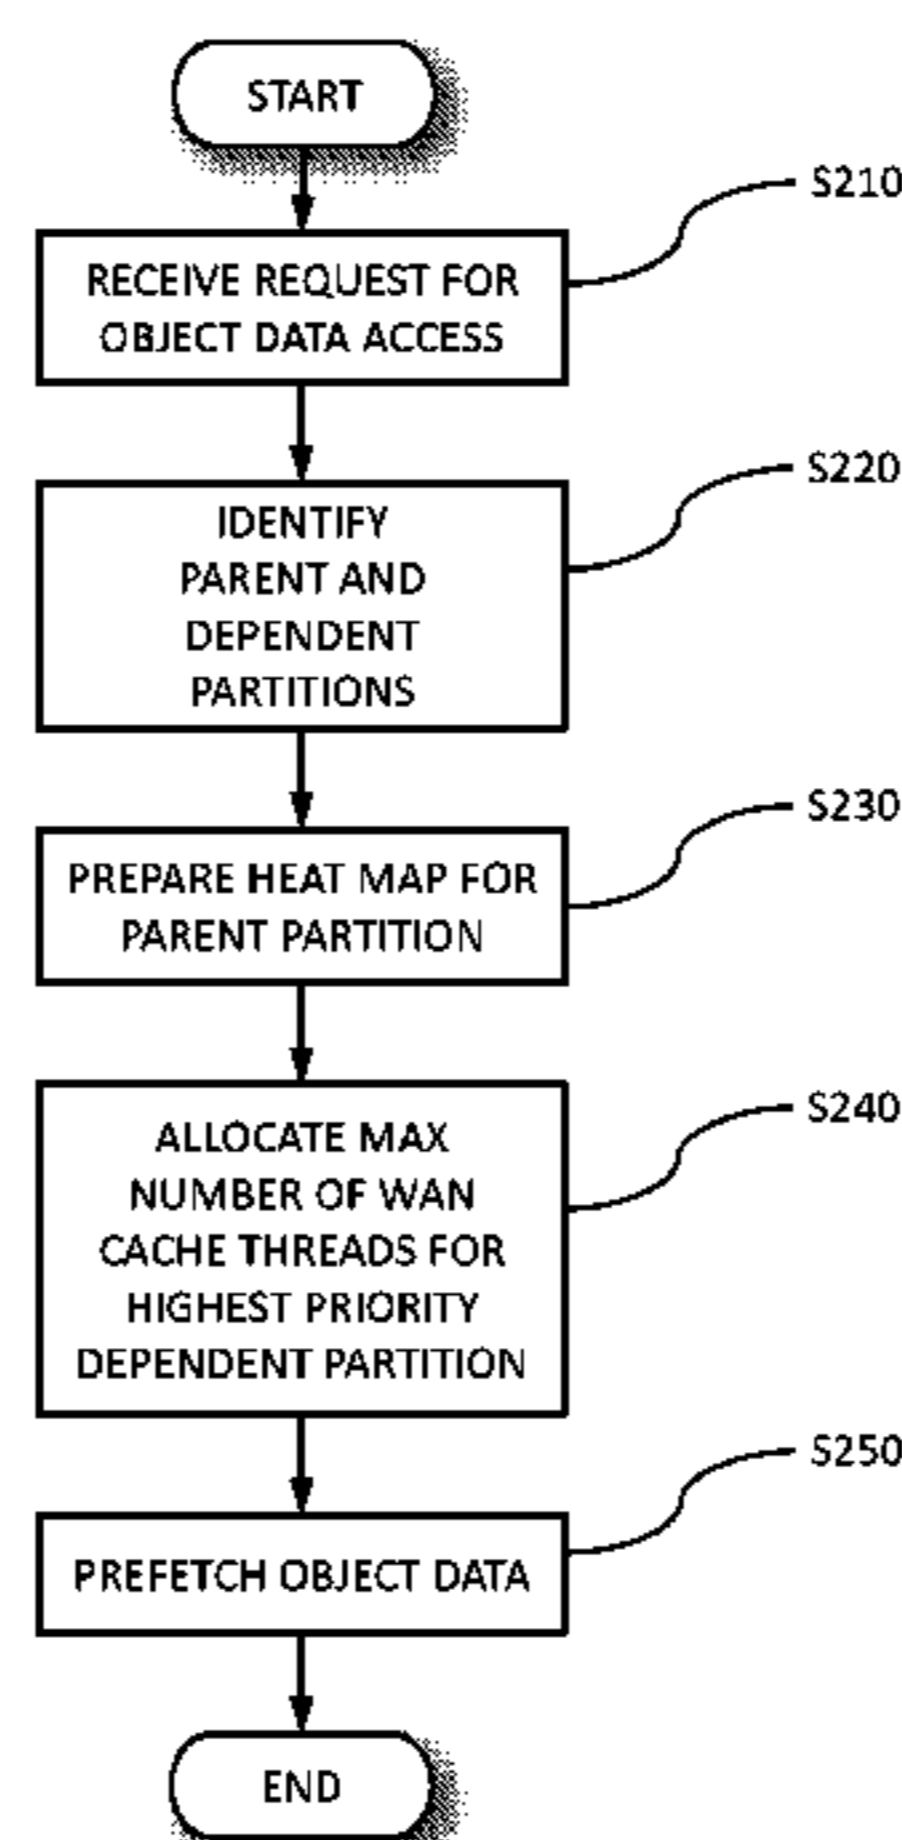 START
S210
RECEIVE REQUEST FOR
OBJECT DATA ACCESS
S220
IDENTIFY
PARENT AND
DEPENDENT
PARTITIONS
S230
PREPARE HEAT MAP FOR
PARENT PARTITION
S240
ALLOCATE MAX
NUMBER OF WAN
CACHE THREADS FOR
HIGHEST PRIORITY
DEPENDENT PARTITION
S250
PREFETCH OBJECT DATA
END